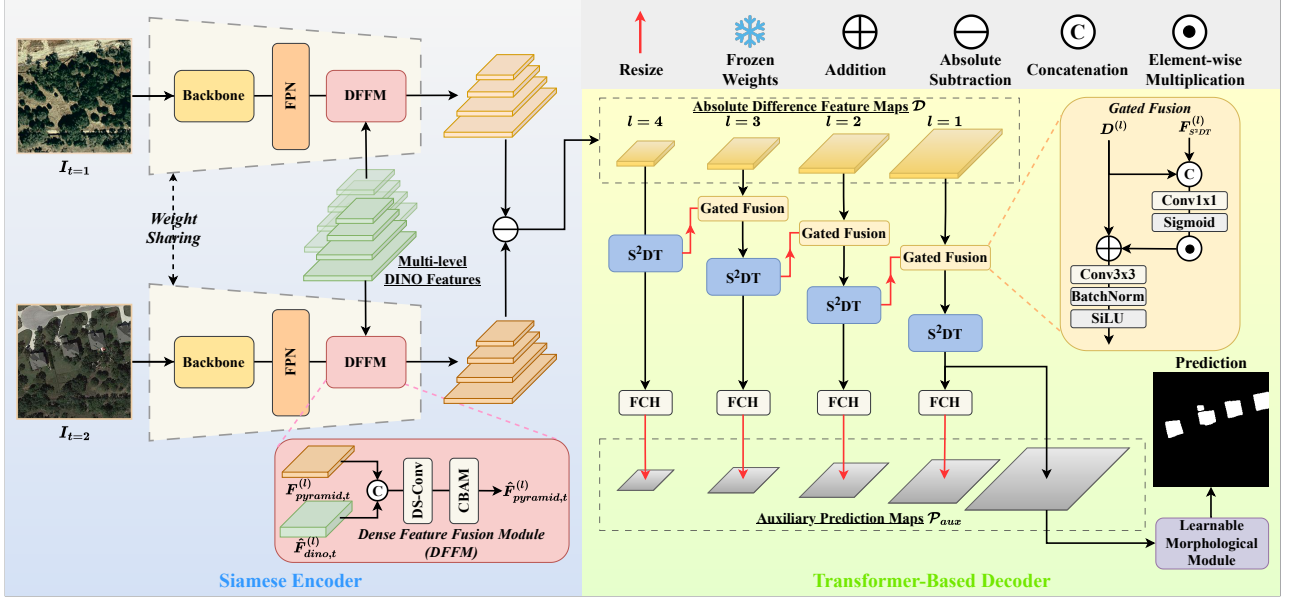 Resize
Frozen
Weights
Addition
Absolute
Subtraction
C
Concatenation
Element-wise
Multiplication
I_{t=1}
Backbone
FPN
DFFM
Weight
Sharing
Multi-level
DINO Features
I_{t=2}
Backbone
FPN
DFFM
F^{(l)}_{pyramid,t}
F̂^{(l)}_{dino,t}
C
DS-Conv
CBAM
F̂^{(l)}_{pyramid,t}
Dense Feature Fusion Module
(DFFM)
Siamese Encoder
Absolute Difference Feature Maps 𝒟
l = 4
l = 3
l = 2
l = 1
Gated Fusion
Gated Fusion
Gated Fusion
S²DT
S²DT
S²DT
S²DT
FCH
FCH
FCH
FCH
Auxiliary Prediction Maps 𝒫_{aux}
Gated Fusion
D^{(l)}
F^{(l)}_{S²DT}
C
Conv1x1
Sigmoid
Conv3x3
BatchNorm
SiLU
Prediction
Learnable
Morphological
Module
Transformer-Based Decoder